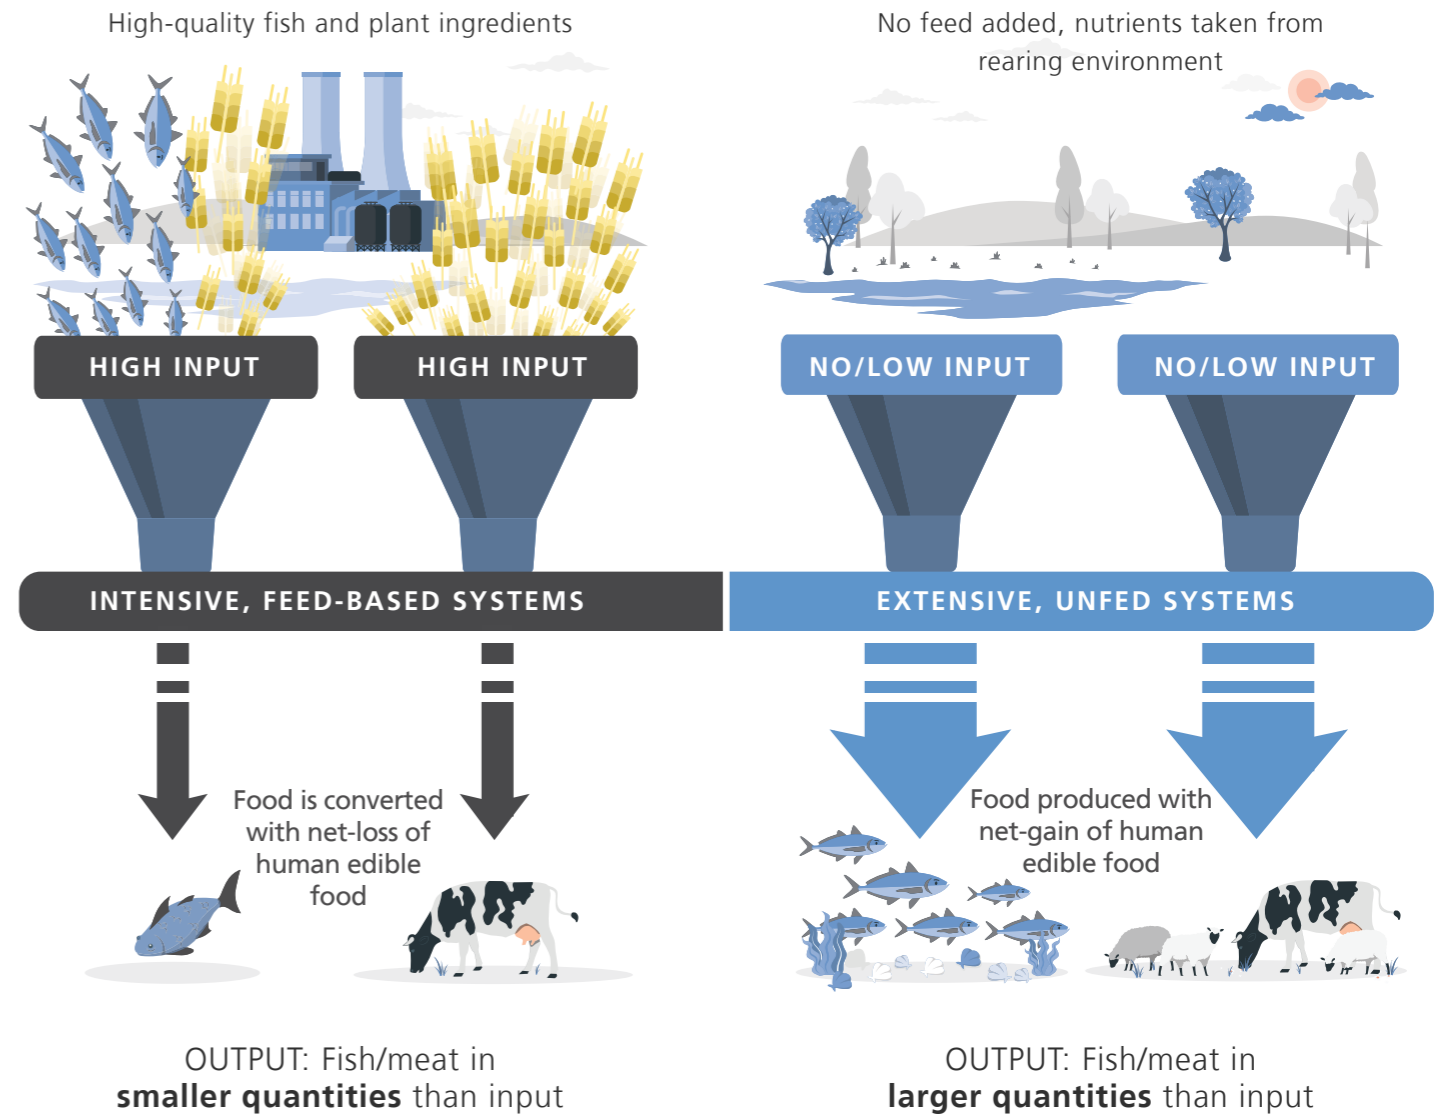 High-quality fish and plant ingredients
No feed added, nutrients taken from
rearing environment
HIGH INPUT
HIGH INPUT
NO/LOW INPUT
NO/LOW INPUT
INTENSIVE, FEED-BASED SYSTEMS
EXTENSIVE, UNFED SYSTEMS
Food is converted
with net-loss of
human edible
food
Food produced with
net-gain of human
edible food
OUTPUT: Fish/meat in
smaller quantities than input
OUTPUT: Fish/meat in
larger quantities than input